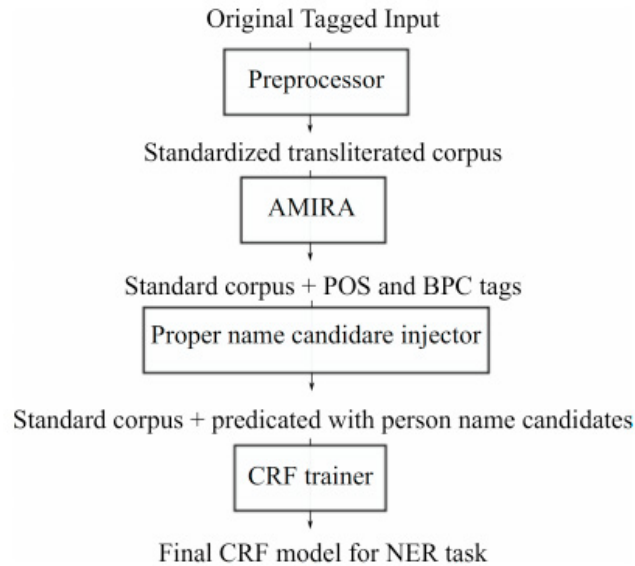 Original Tagged Input
Preprocessor
Standardized transliterated corpus
AMIRA
Standard corpus + POS and BPC tags
Proper name candidare injector
Standard corpus + predicated with person name candidates
CRF trainer
Final CRF model for NER task